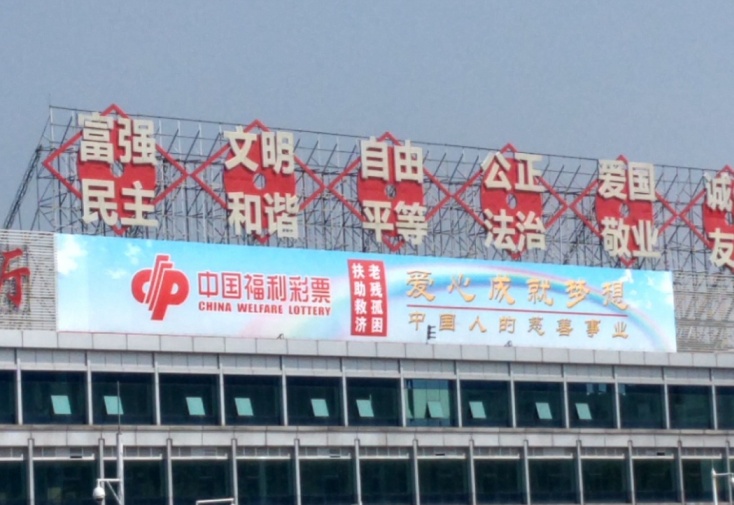 富强 文明 自由 公正 爱国 诚
民主 和谐 平等 法治 敬业 友
厅
中国福利彩票
CHINA WELFARE LOTTERY
扶助救济
老残孤困
爱心成就梦想
中国人的慈善事业